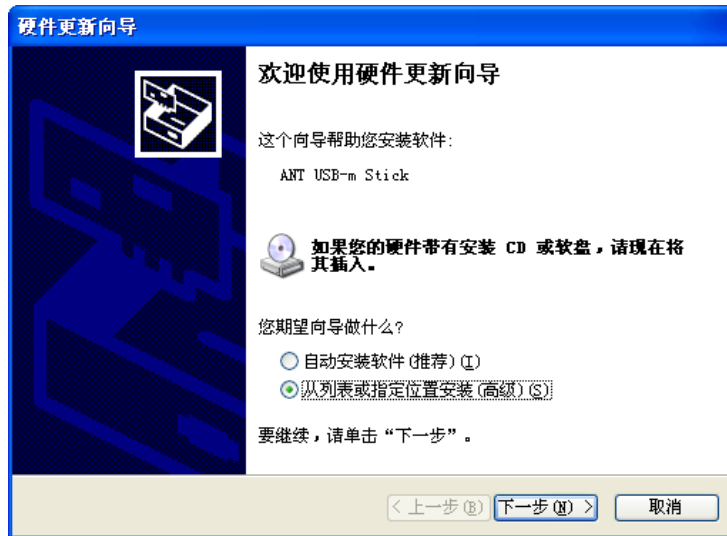 硬件更新向导
欢迎使用硬件更新向导
这个向导帮助您安装软件:
ANT USB-m Stick
如果您的硬件带有安装 CD 或软盘，请现在将
其插入。
您期望向导做什么?
自动安装软件(推荐)(I)
从列表或指定位置安装(高级)(S)
要继续，请单击“下一步”。
< 上一步(B) 下一步(N) > 取消